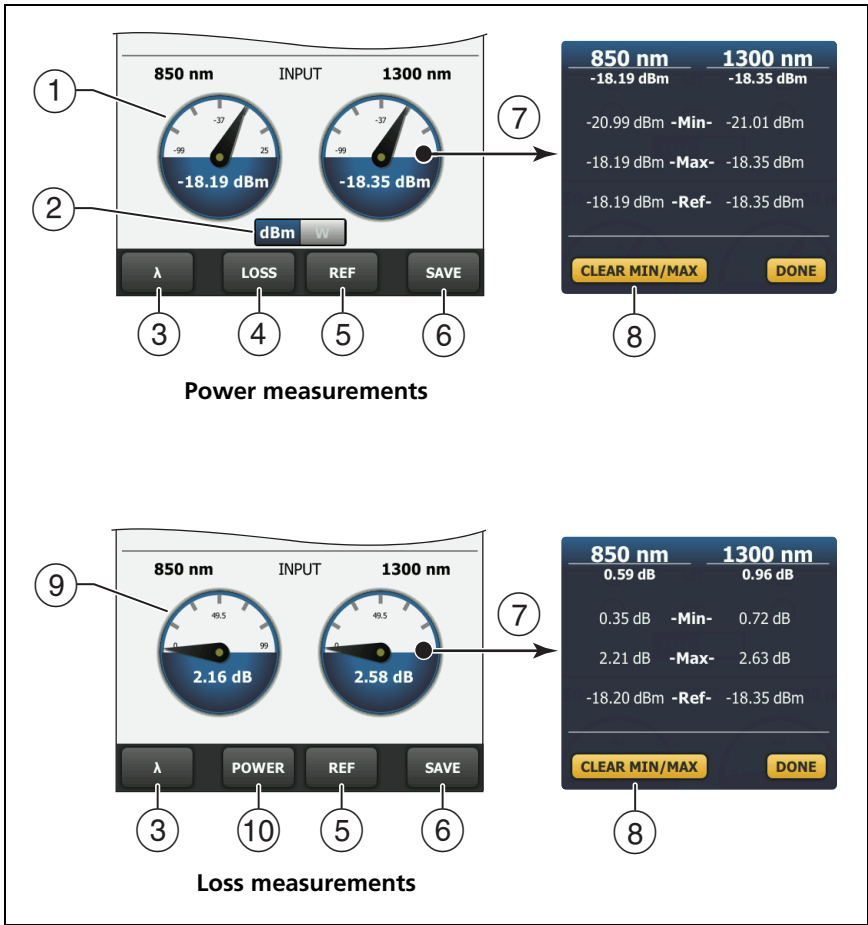 850 nm INPUT 1300 nm
1
-37 -37
-99 25 -99
-18.19 dBm -18.35 dBm
2
dBm W
λ LOSS REF SAVE
3 4 5 6
7
850 nm 1300 nm
-18.19 dBm -18.35 dBm
-20.99 dBm -Min- -21.01 dBm
-18.19 dBm -Max- -18.35 dBm
-18.19 dBm -Ref- -18.35 dBm
CLEAR MIN/MAX DONE
8
Power measurements
850 nm INPUT 1300 nm
9
49.5 49.5
0 99 0
2.16 dB 2.58 dB
λ POWER REF SAVE
3 10 5 6
7
850 nm 1300 nm
0.59 dB 0.96 dB
0.35 dB -Min- 0.72 dB
2.21 dB -Max- 2.63 dB
-18.20 dBm -Ref- -18.35 dBm
CLEAR MIN/MAX DONE
8
Loss measurements